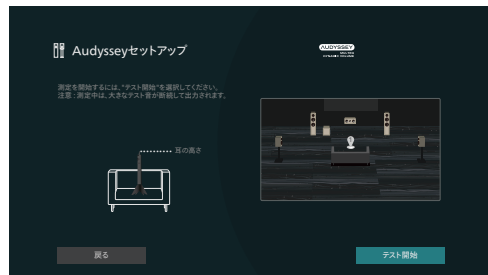 Audysseyセットアップ
AUDYSSEY
測定を開始するには、"テスト開始"を選択してください。
注意：測定中は、大きなテスト音が断続して出力されます。
耳の高さ
1
戻る
テスト開始